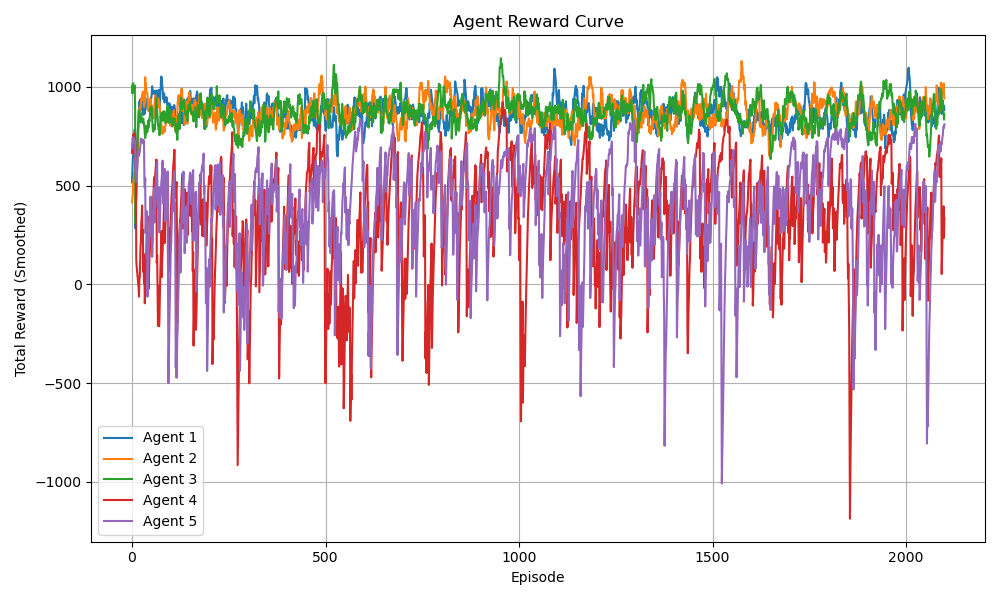 Agent Reward Curve
Total Reward (Smoothed)
1000
500
0
−500
−1000
Agent 1
Agent 2
Agent 3
Agent 4
Agent 5
0 500 1000 1500 2000
Episode